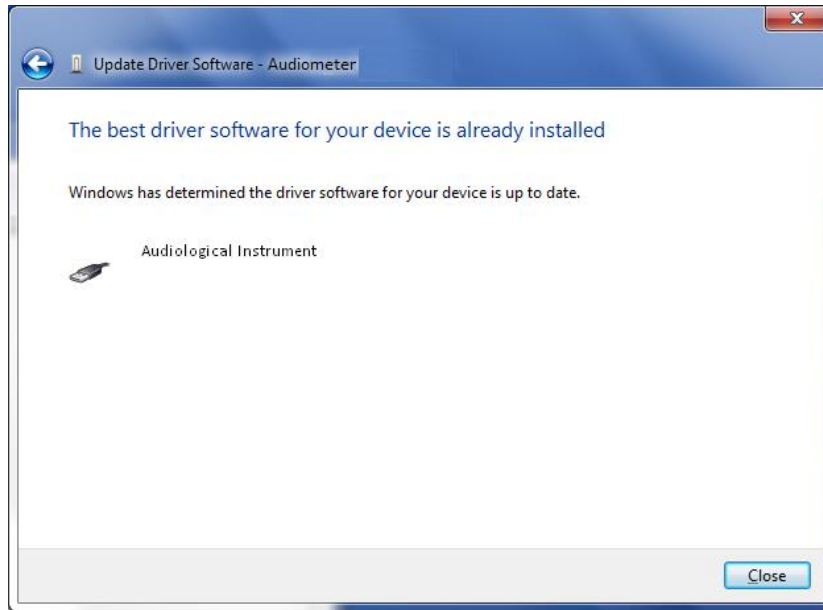 Update Driver Software - Audiometer
The best driver software for your device is already installed
Windows has determined the driver software for your device is up to date.
Audiological Instrument
Close